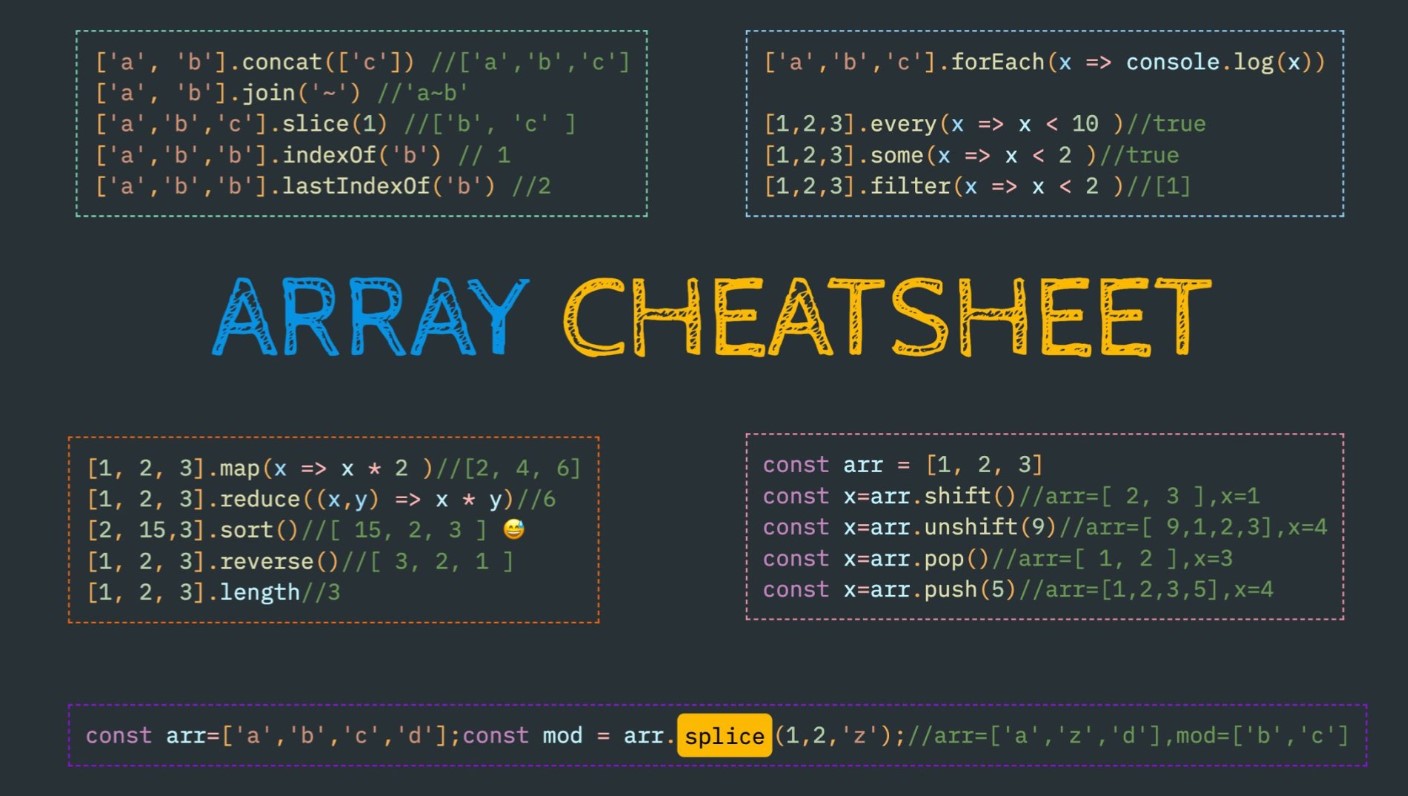 ['a', 'b'].concat(['c']) //['a','b','c']
['a', 'b'].join('~') //'a~b'
['a','b','c'].slice(1) //['b', 'c' ]
['a','b','b'].indexOf('b') // 1
['a','b','b'].lastIndexOf('b') //2
['a','b','c'].forEach(x => console.log(x))
[1,2,3].every(x => x < 10 )//true
[1,2,3].some(x => x < 2 )//true
[1,2,3].filter(x => x < 2 )//[1]
ARRAY CHEATSHEET
[1, 2, 3].map(x => x * 2 )//[2, 4, 6]
[1, 2, 3].reduce((x,y) => x * y)//6
[2, 15,3].sort()//[ 15, 2, 3 ] 😅
[1, 2, 3].reverse()//[ 3, 2, 1 ]
[1, 2, 3].length//3
const arr = [1, 2, 3]
const x=arr.shift()//arr=[ 2, 3 ],x=1
const x=arr.unshift(9)//arr=[ 9,1,2,3],x=4
const x=arr.pop()//arr=[ 1, 2 ],x=3
const x=arr.push(5)//arr=[1,2,3,5],x=4
const arr=['a','b','c','d'];const mod = arr.splice(1,2,'z');//arr=['a','z','d'],mod=['b','c']